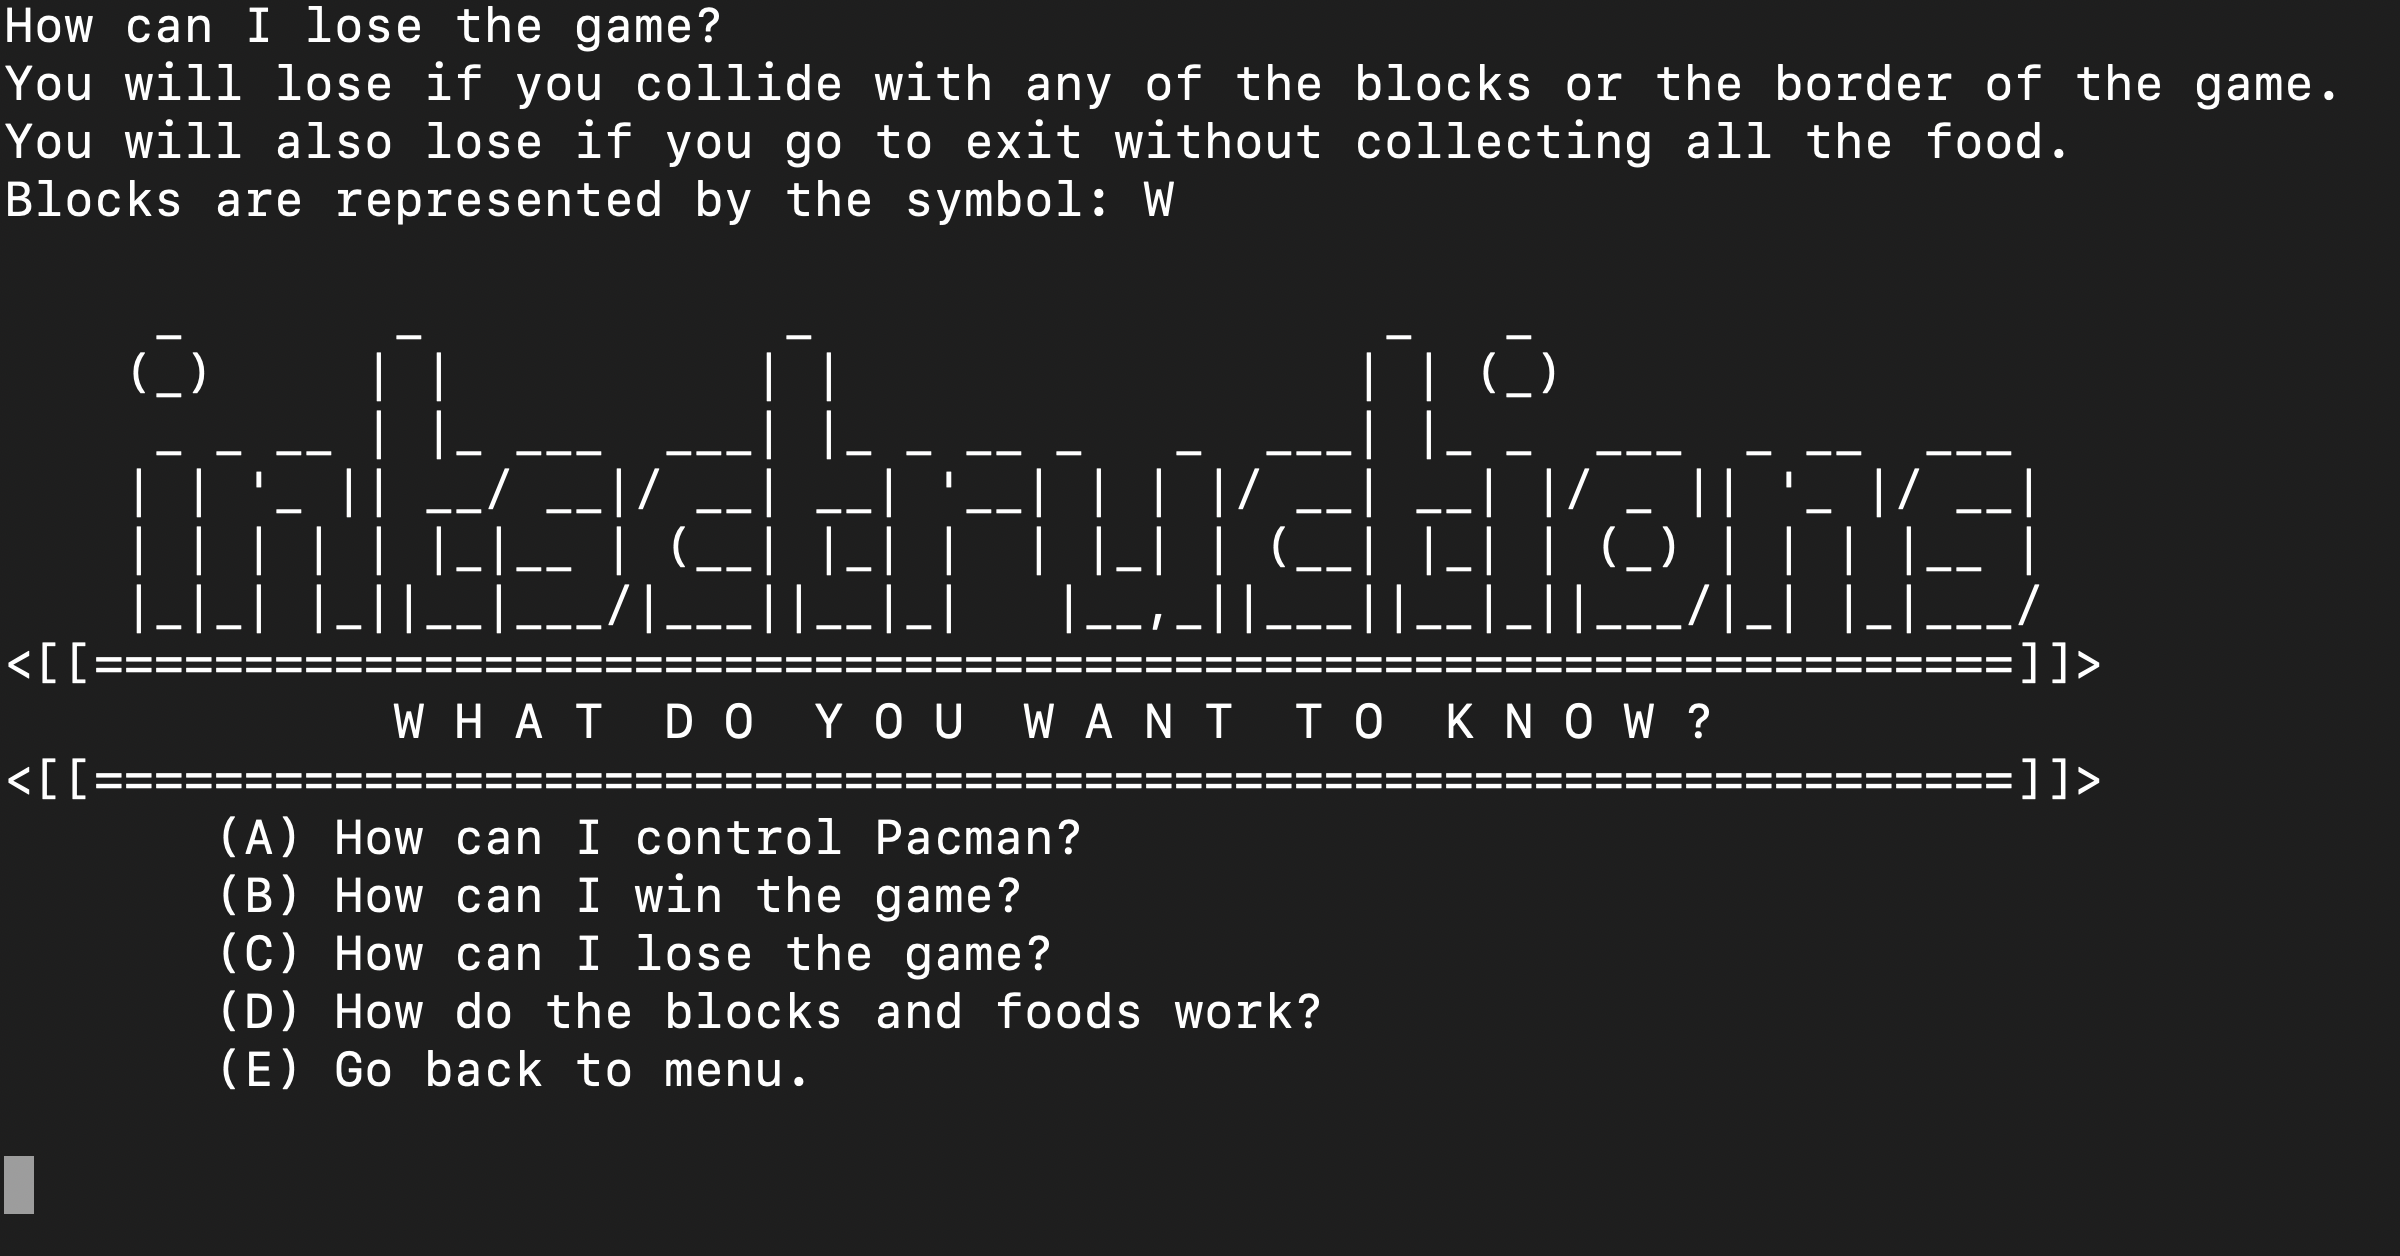 How can I lose the game?
You will lose if you collide with any of the blocks or the border of the game.
You will also lose if you go to exit without collecting all the food.
Blocks are represented by the symbol: W
instructions
<[[================================================================]]>
W H A T  D O  Y O U  W A N T  T O  K N O W ?
<[[================================================================]]>
(A) How can I control Pacman?
(B) How can I win the game?
(C) How can I lose the game?
(D) How do the blocks and foods work?
(E) Go back to menu.